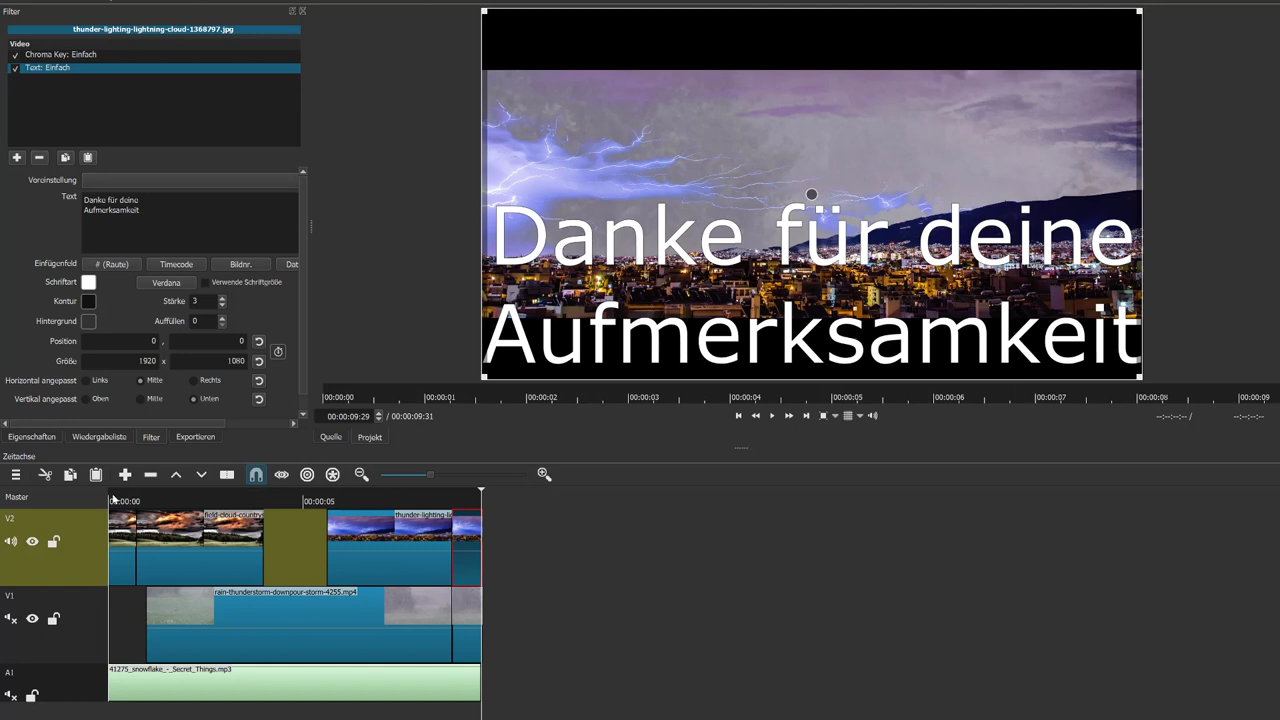 Filter
thunder-lighting-lightning-cloud-1368797.jpg
Video
Chroma Key: Einfach
Text: Einfach
Voreinstellung
Text
Danke für deine
Aufmerksamkeit
Einfügenfeld
# (Raute)
Timecode
Bildnr.
Dat
Schriftart
Verdana
Verwende Schriftgröße
Kontur
Stärke
3
Hintergrund
Auffüllen
0
Position
0
,
0
Größe
1920
x
1080
Horizontal angepasst
Links
Mitte
Rechts
Vertikal angepasst
Oben
Mitte
Unten
Eigenschaften
Wiedergabeliste
Filter
Exportieren
Danke für deine
Aufmerksamkeit
00:00:00
00:00:01
00:00:02
00:00:03
00:00:04
00:00:05
00:00:06
00:00:07
00:00:08
00:00:09
00:00:09:29
/ 00:00:09:31
--:--:--:-- /
--:--:--:--
Quelle
Projekt
Zeitachse
Master
00:00:05
V2
field-cloud-country
thunder-lighting-li
V1
rain-thunderstorm-downpour-storm-4255.mp4
A1
41275_snowflake_-_Secret_Things.mp3